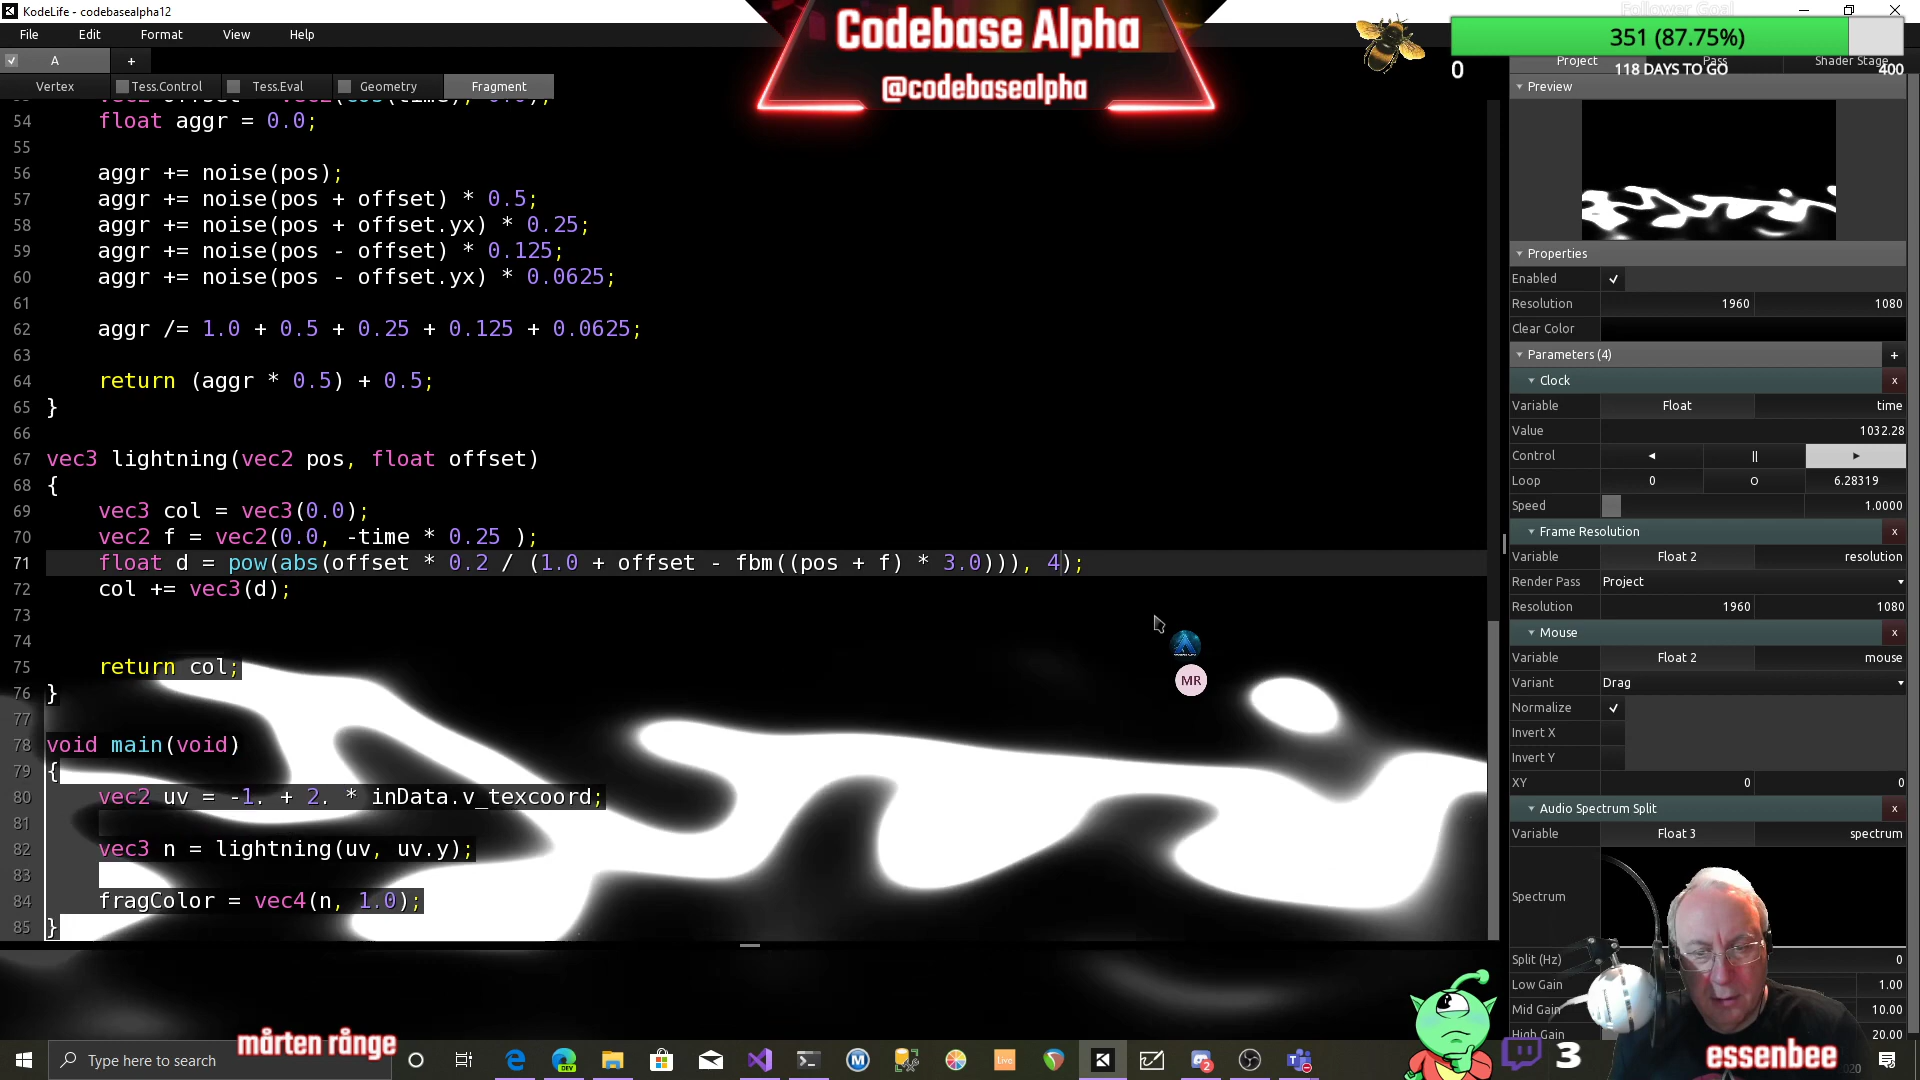 KodeLife - codebasealpha12
File Edit Format View Help
A +
Vertex Tess.Control Tess.Eval Geometry Fragment
54 float aggr = 0.0;
55
56 aggr += noise(pos);
57 aggr += noise(pos + offset) * 0.5;
58 aggr += noise(pos + offset.yx) * 0.25;
59 aggr += noise(pos - offset) * 0.125;
60 aggr += noise(pos - offset.yx) * 0.0625;
61
62 aggr /= 1.0 + 0.5 + 0.25 + 0.125 + 0.0625;
63
64 return (aggr * 0.5) + 0.5;
65 }
66
67 vec3 lightning(vec2 pos, float offset)
68 {
69 vec3 col = vec3(0.0);
70 vec2 f = vec2(0.0, -time * 0.25 );
71 float d = pow(abs(offset * 0.2 / (1.0 + offset - fbm((pos + f) * 3.0))), 4);
72 col += vec3(d);
73
74
75 return col;
76 }
77
78 void main(void)
79 {
80 vec2 uv = -1. + 2. * inData.v_texcoord;
81
82 vec3 n = lightning(uv, uv.y);
83
84 fragColor = vec4(n, 1.0);
85 }
Codebase Alpha
@codebasealpha
Follower Goal
351 (87.75%)
0 118 DAYS TO GO 400
Project Pass Shader Stage
Preview
Properties
Enabled
Resolution 1960 1080
Clear Color
Parameters (4) +
Clock x
Variable Float time
Value 1032.28
Control
Loop 0 O 6.28319
Speed 1.0000
Frame Resolution x
Variable Float 2 resolution
Render Pass Project
Resolution 1960 1080
Mouse x
Variable Float 2 mouse
Variant Drag
Normalize
Invert X
Invert Y
XY 0 0
Audio Spectrum Split x
Variable Float 3 spectrum
Spectrum
Split (Hz) 0
Low Gain 1.00
Mid Gain 10.00
High Gain 20.00
MR
mårten rånge
Type here to search
3
essenbee